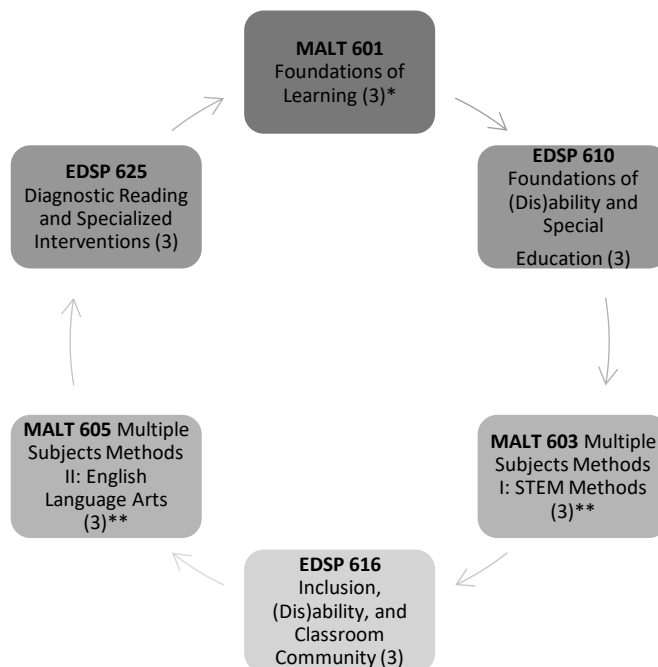 MALT 601
Foundations of
Learning (3)*
EDSP 610
Foundations of
(Dis)ability and
Special
Education (3)
MALT 603 Multiple
Subjects Methods
I: STEM Methods
(3)**
EDSP 616
Inclusion,
(Dis)ability, and
Classroom
Community (3)
MALT 605 Multiple
Subjects Methods
II: English
Language Arts
(3)**
EDSP 625
Diagnostic Reading
and Specialized
Interventions (3)